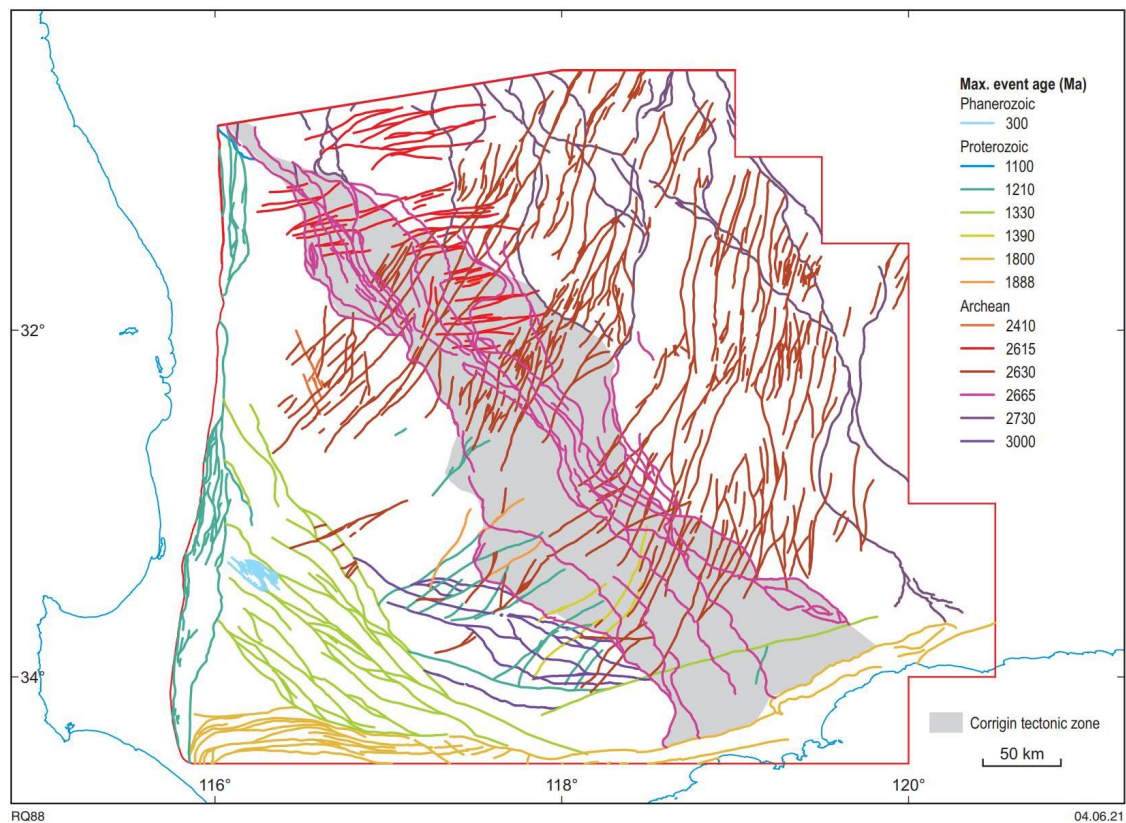 Max. event age (Ma)
Phanerozoic
300
Proterozoic
1100
1210
1330
1390
1800
1888
Archean
2410
2615
2630
2665
2730
3000
32°
34°
Corrigin tectonic zone
50 km
116°
118°
120°
RQ88
04.06.21